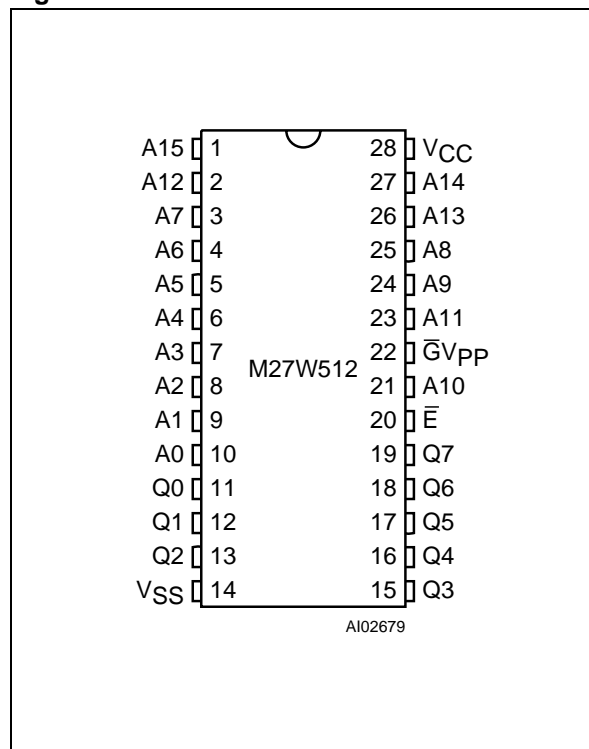 A15 1 28 VCC
A12 2 27 A14
A7 3 26 A13
A6 4 25 A8
A5 5 24 A9
A4 6 23 A11
A3 7 22 G̅VPP
M27W512
A2 8 21 A10
A1 9 20 E̅
A0 10 19 Q7
Q0 11 18 Q6
Q1 12 17 Q5
Q2 13 16 Q4
VSS 14 15 Q3
AI02679